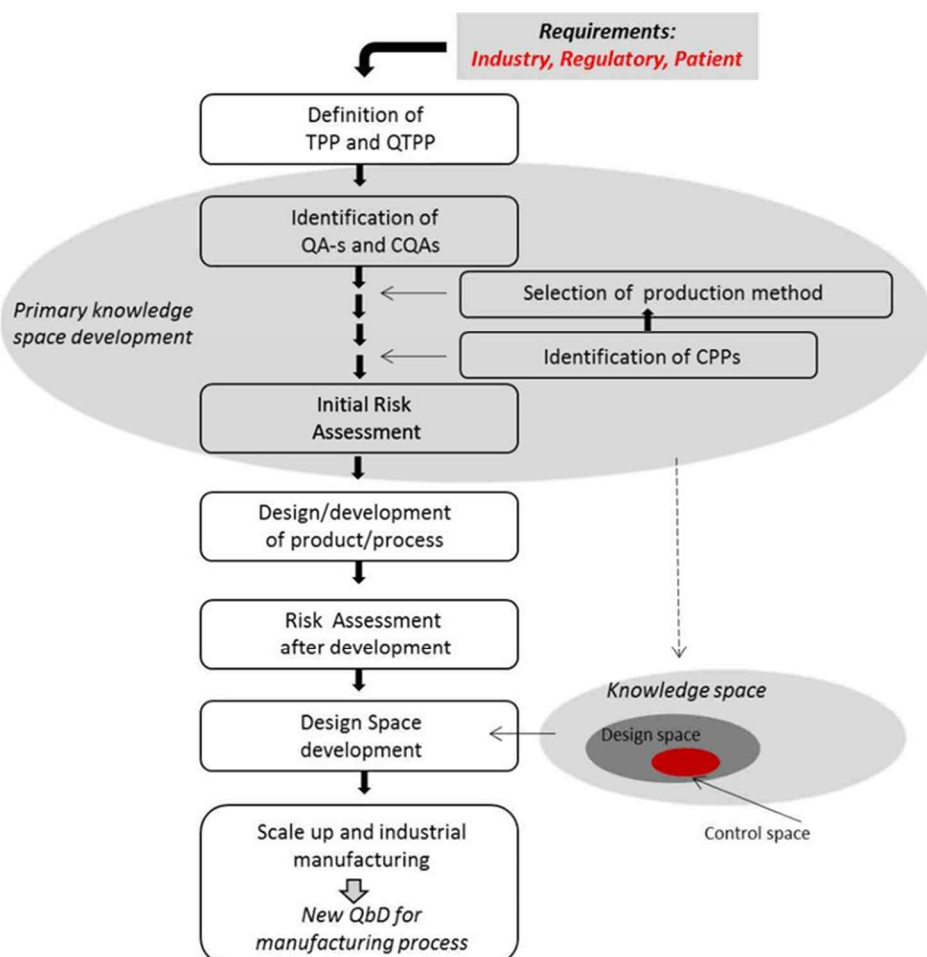 Requirements:
Industry, Regulatory, Patient
Definition of
TPP and QTPP
Identification of
QA-s and CQAs
Selection of production method
Primary knowledge
space development
Identification of CPPs
Initial Risk
Assessment
Design/development
of product/process
Risk Assessment
after development
Knowledge space
Design Space
development
Design space
Control space
Scale up and industrial
manufacturing
New QbD for
manufacturing process